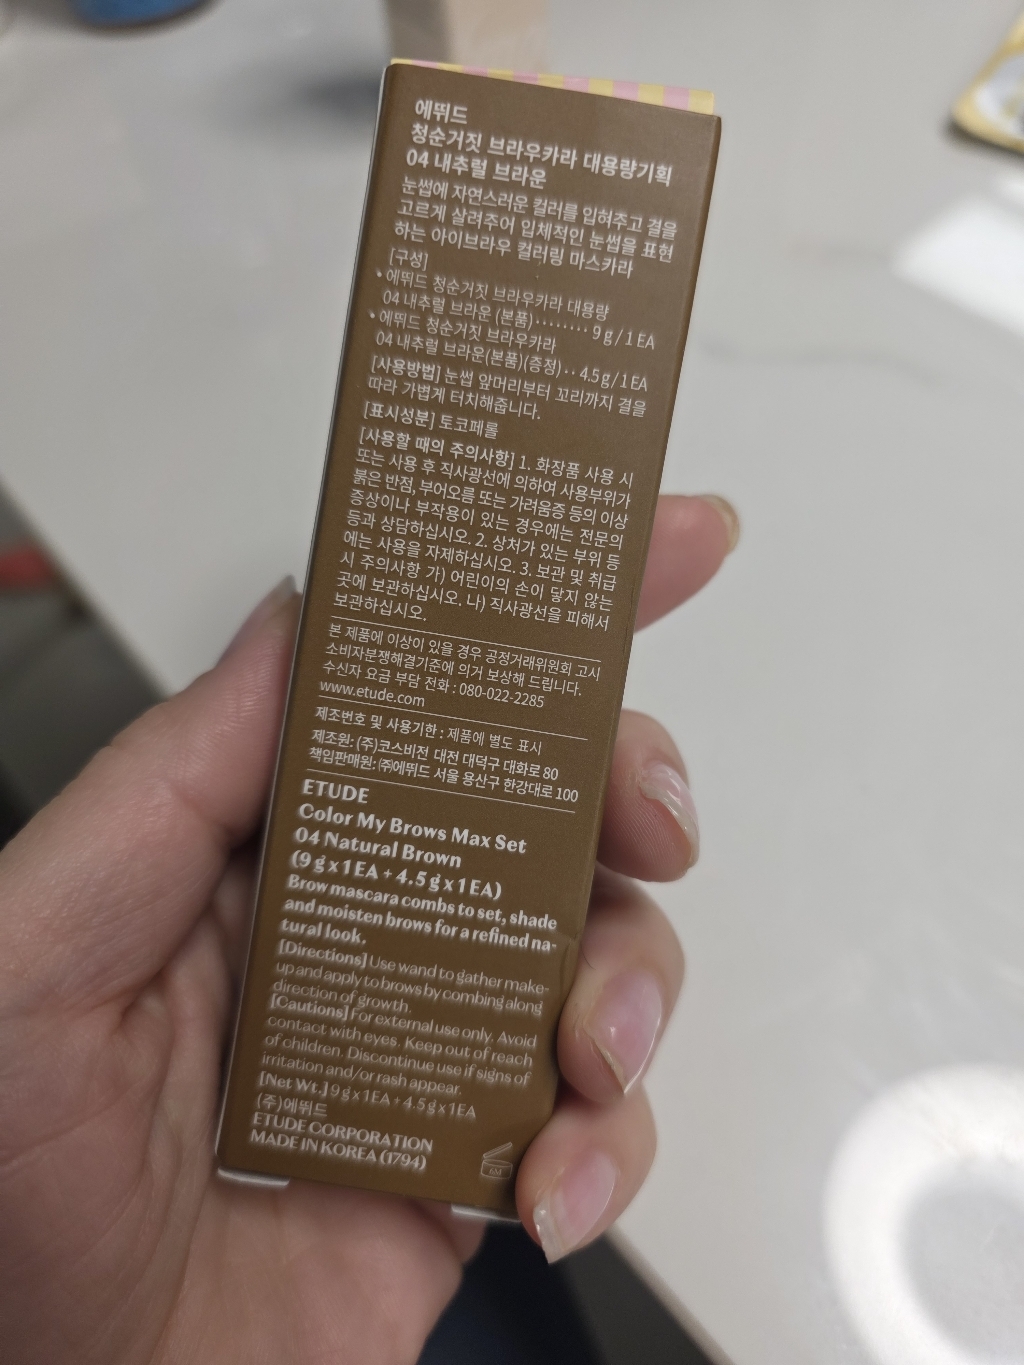 에뛰드
청순거짓 브라우카라 대용량기획
04 내추럴 브라운
눈썹에 자연스러운 컬러를 입혀주고 결을
고르게 살려주어 입체적인 눈썹을 표현
하는 아이브라우 컬러링 마스카라
[구성]
• 에뛰드 청순거짓 브라우카라 대용량
04 내추럴 브라운 (본품)········· 9 g / 1 EA
• 에뛰드 청순거짓 브라우카라
04 내추럴 브라운(본품)(증정)·· 4.5 g / 1 EA
[사용방법] 눈썹 앞머리부터 꼬리까지 결을
따라 가볍게 터치해줍니다.
[표시성분] 토코페롤
[사용할 때의 주의사항] 1. 화장품 사용 시
또는 사용 후 직사광선에 의하여 사용부위가
붉은 반점, 부어오름 또는 가려움증 등의 이상
증상이나 부작용이 있는 경우에는 전문의
등과 상담하십시오. 2. 상처가 있는 부위 등
에는 사용을 자제하십시오. 3. 보관 및 취급
시 주의사항 가) 어린이의 손이 닿지 않는
곳에 보관하십시오. 나) 직사광선을 피해서
보관하십시오.
본 제품에 이상이 있을 경우 공정거래위원회 고시
소비자분쟁해결기준에 의거 보상해 드립니다.
수신자 요금 부담 전화 : 080-022-2285
www.etude.com
제조번호 및 사용기한 : 제품에 별도 표시
제조원: (주)코스비전 대전 대덕구 대화로 80
책임판매원: ㈜에뛰드 서울 용산구 한강대로 100
ETUDE
Color My Brows Max Set
04 Natural Brown
(9 g x 1 EA + 4.5 g x 1 EA)
Brow mascara combs to set, shade
and moisten brows for a refined na-
tural look.
[Directions] Use wand to gather make-
up and apply to brows by combing along
direction of growth.
[Cautions] For external use only. Avoid
contact with eyes. Keep out of reach
of children. Discontinue use if signs of
irritation and/or rash appear.
[Net Wt.] 9 g x 1 EA + 4.5 g x 1 EA
(주)에뛰드
ETUDE CORPORATION
MADE IN KOREA (1794)
6M